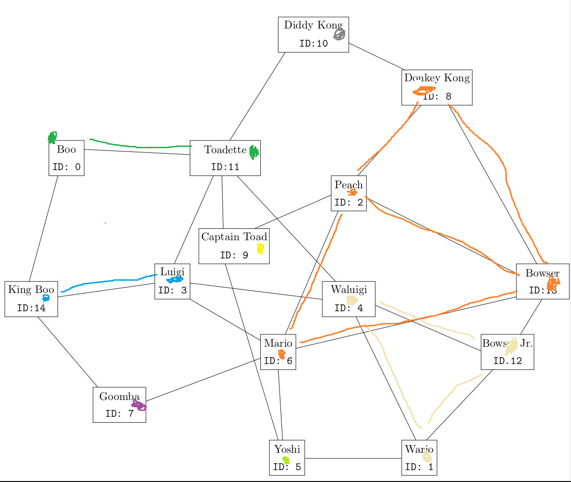 Diddy Kong
ID:10
Donkey Kong
ID: 8
Boo
ID: 0
Toadette
ID:11
Peach
ID: 2
Captain Toad
ID: 9
King Boo
ID:14
Luigi
ID: 3
Waluigi
ID: 4
Bowser
ID:13
Mario
ID: 6
Bowser Jr.
ID.12
Goomba
ID: 7
Yoshi
ID: 5
Wario
ID: 1